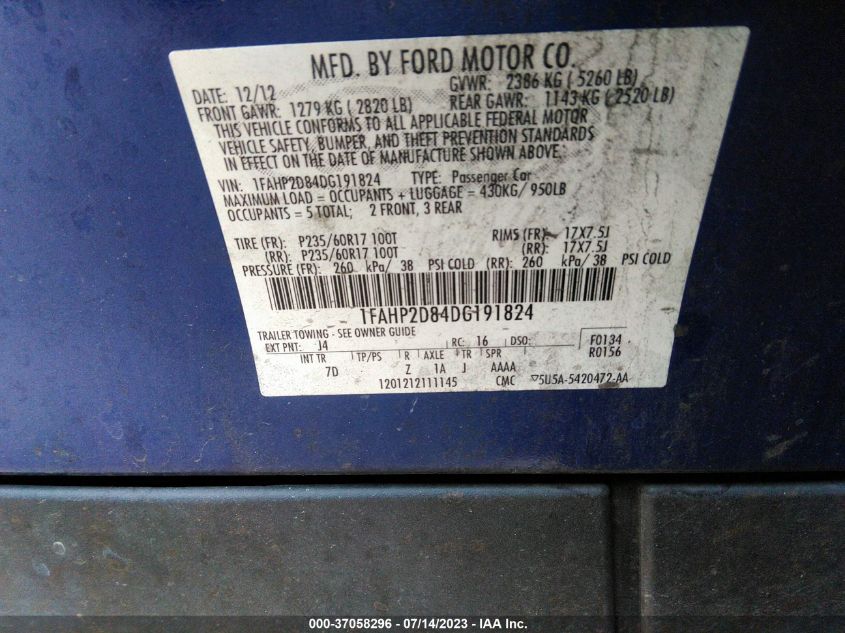 MFD. BY FORD MOTOR CO.
DATE: 12/12 GVWR: 2386 KG ( 5260 LB)
FRONT GAWR: 1279 KG ( 2820 LB) REAR GAWR: 1143 KG ( 2520 LB)
THIS VEHICLE CONFORMS TO ALL APPLICABLE FEDERAL MOTOR
VEHICLE SAFETY, BUMPER, AND THEFT PREVENTION STANDARDS
IN EFFECT ON THE DATE OF MANUFACTURE SHOWN ABOVE.
VIN: 1FAHP2D84DG191824 TYPE: Passenger Car
MAXIMUM LOAD = OCCUPANTS + LUGGAGE = 430KG/ 950LB
OCCUPANTS = 5 TOTAL; 2 FRONT, 3 REAR
TIRE (FR): P235/60R17 100T RIMS (FR): 17X7.5J
(RR): P235/60R17 100T (RR): 17X7.5J
PRESSURE (FR): 260 kPa/ 38 PSI COLD (RR): 260 kPa/ 38 PSI COLD
1FAHP2D84DG191824
TRAILER TOWING - SEE OWNER GUIDE
EXT PNT: J4 RC: 16 DSO: F0134
INT TR TP/PS R AXLE TR SPR R0156
7D Z 1A J AAAA
1201212111145 CMC ▽5U5A-5420472-AA
000-37058296 - 07/14/2023 - IAA Inc.